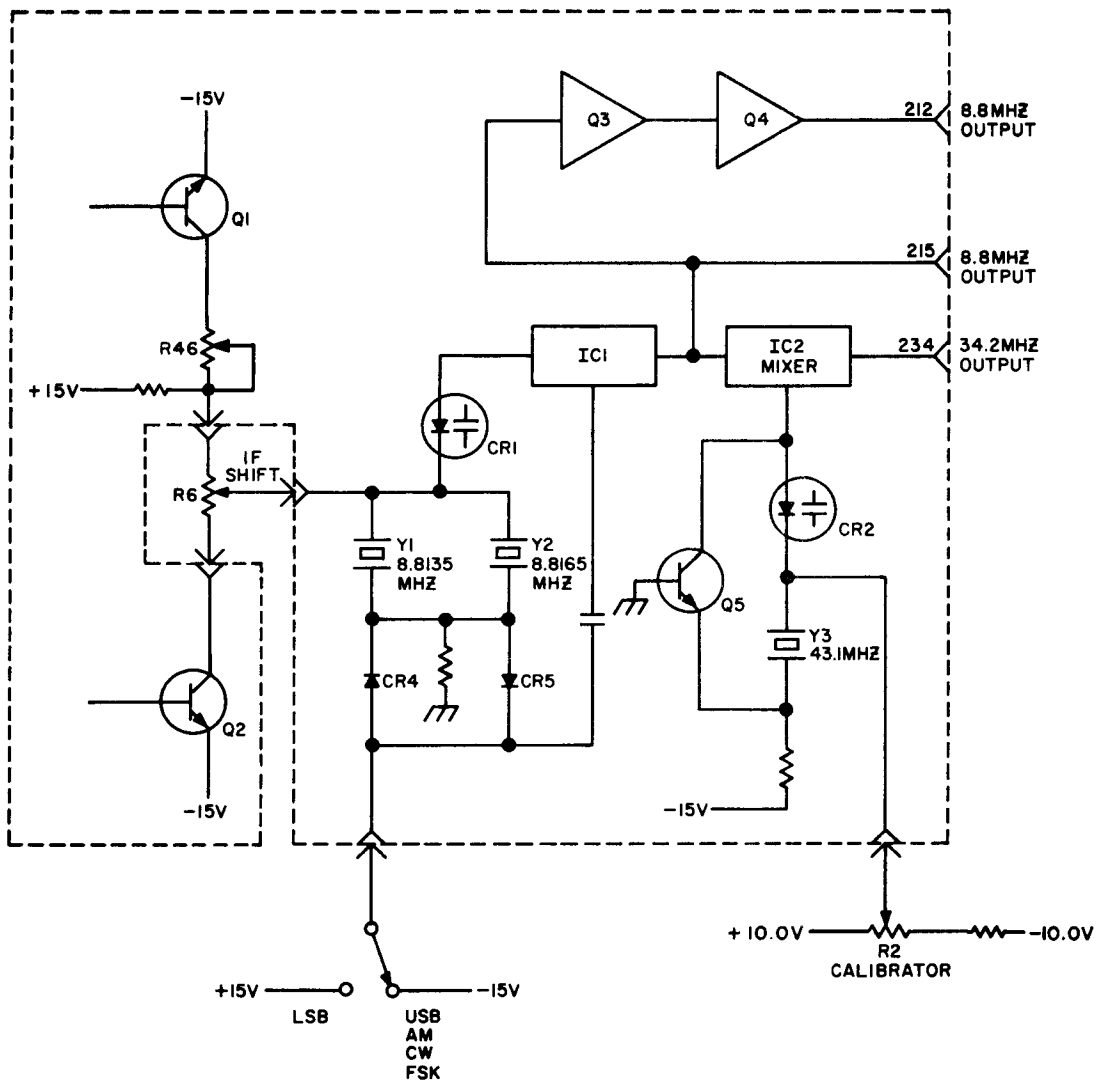 -15V
Q1
R46
+15V
IF
SHIFT
R6
Q2
-15V
Q3
Q4
212
8.8MHZ
OUTPUT
215
8.8MHZ
OUTPUT
IC1
IC2
MIXER
234
34.2MHZ
OUTPUT
CR1
Y1
8.8135
MHZ
Y2
8.8165
MHZ
CR2
Q5
Y3
43.1MHZ
CR4
CR5
-15V
+10.0V
R2
CALIBRATOR
-10.0V
+15V
LSB
-15V
USB
AM
CW
FSK